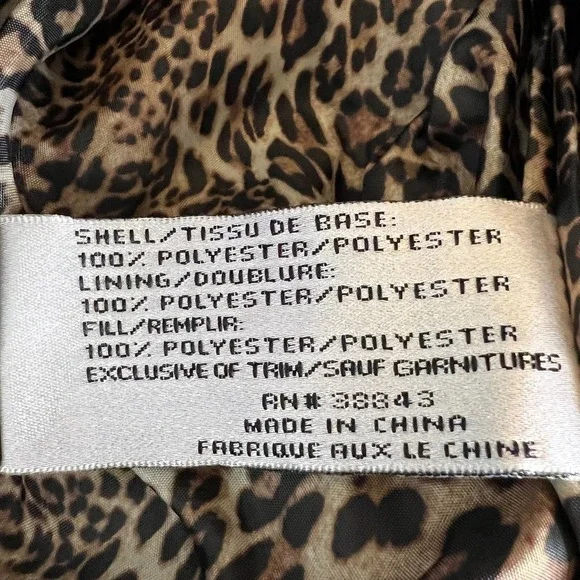 SHELL/TISSU DE BASE:
100% POLYESTER/POLYESTER
LINING/DOUBLURE:
100% POLYESTER/POLYESTER
FILL/REMPLIR:
100% POLYESTER/POLYESTER
EXCLUSIVE OF TRIM/SAUF GARNITURES
RN# 38843
MADE IN CHINA
FABRIQUE AUX LE CHINE